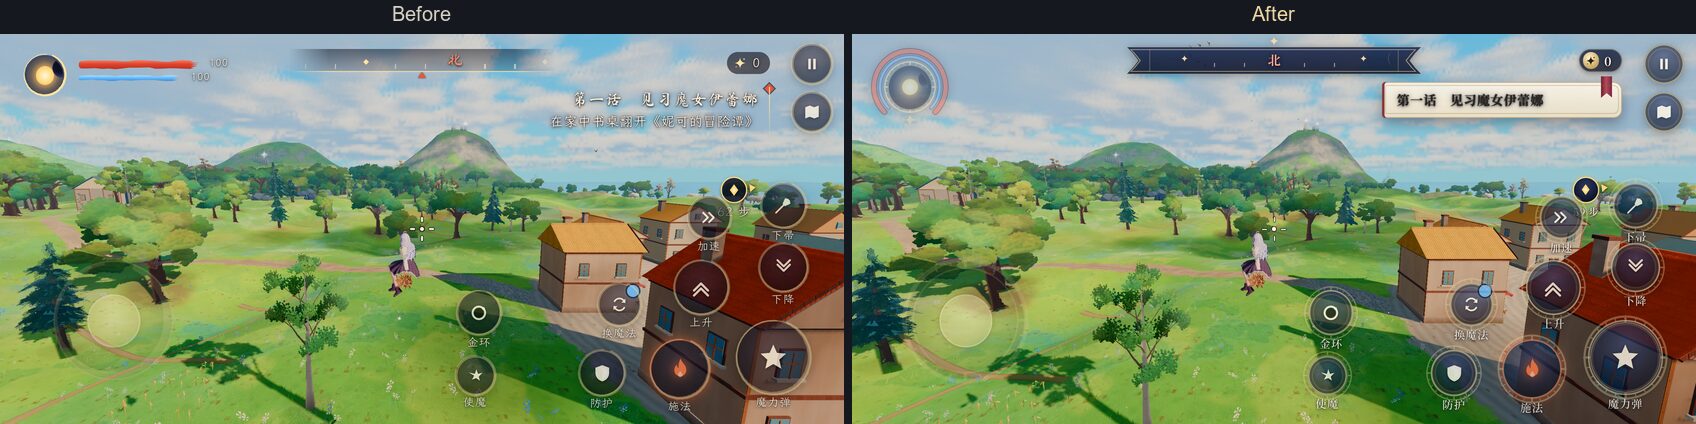 Before
After
100
100
北
0
第一话 见习魔女伊蕾娜
在家中书桌翻开《妮可的冒险谭》
步
加速
下帚
下降
上升
换魔法
金环
使魔
防护
施法
魔力弹
北
0
第一话 见习魔女伊蕾娜
步
加速
下帚
下降
上升
换魔法
金环
使魔
防护
施法
魔力弹